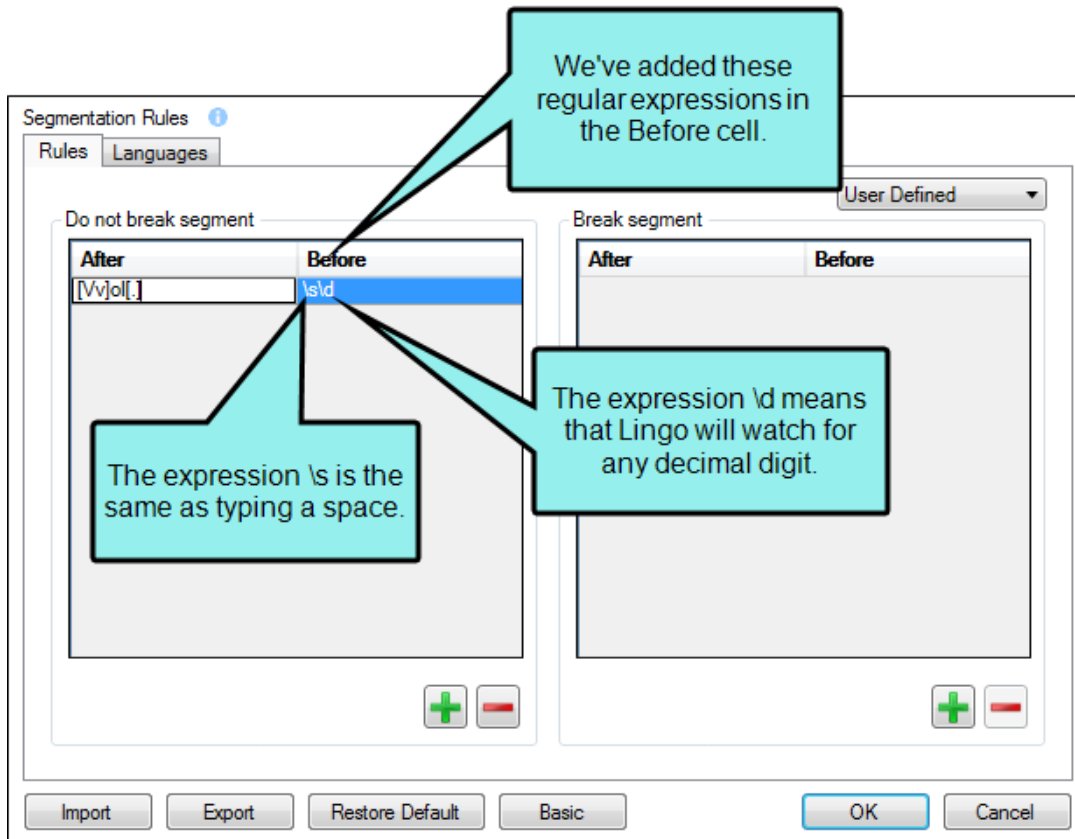 We've added these
regular expressions in
the Before cell.
Segmentation Rules
Rules Languages
User Defined
Do not break segment
After Before
[Vv]ol[.] \s\d
Break segment
After Before
The expression \d means
that Lingo will watch for
any decimal digit.
The expression \s is the
same as typing a space.
Import Export Restore Default Basic OK Cancel